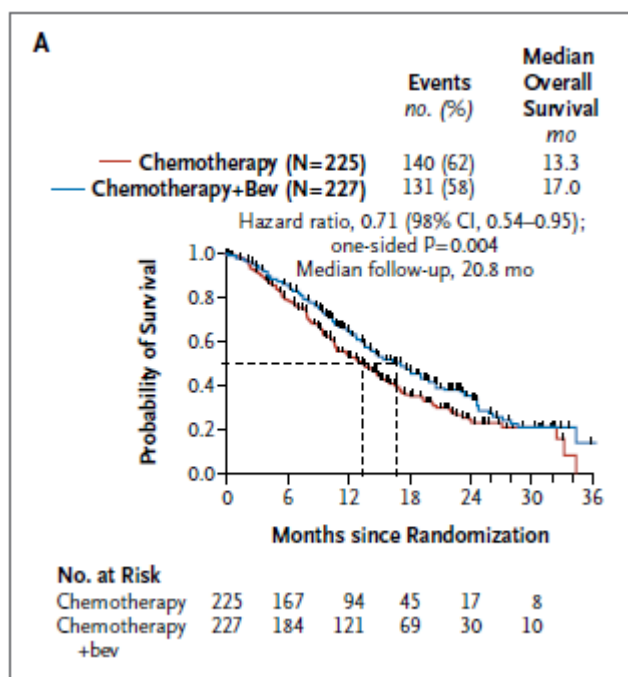 A
Median
Events Overall
no. (%) Survival
mo
Chemotherapy (N=225) 140 (62) 13.3
Chemotherapy+Bev (N=227) 131 (58) 17.0
Hazard ratio, 0.71 (98% CI, 0.54–0.95);
one-sided P=0.004
Median follow-up, 20.8 mo
Probability of Survival
1.0
0.8
0.6
0.4
0.2
0.0
0 6 12 18 24 30 36
Months since Randomization
No. at Risk
Chemotherapy 225 167 94 45 17 8
Chemotherapy 227 184 121 69 30 10
+bev